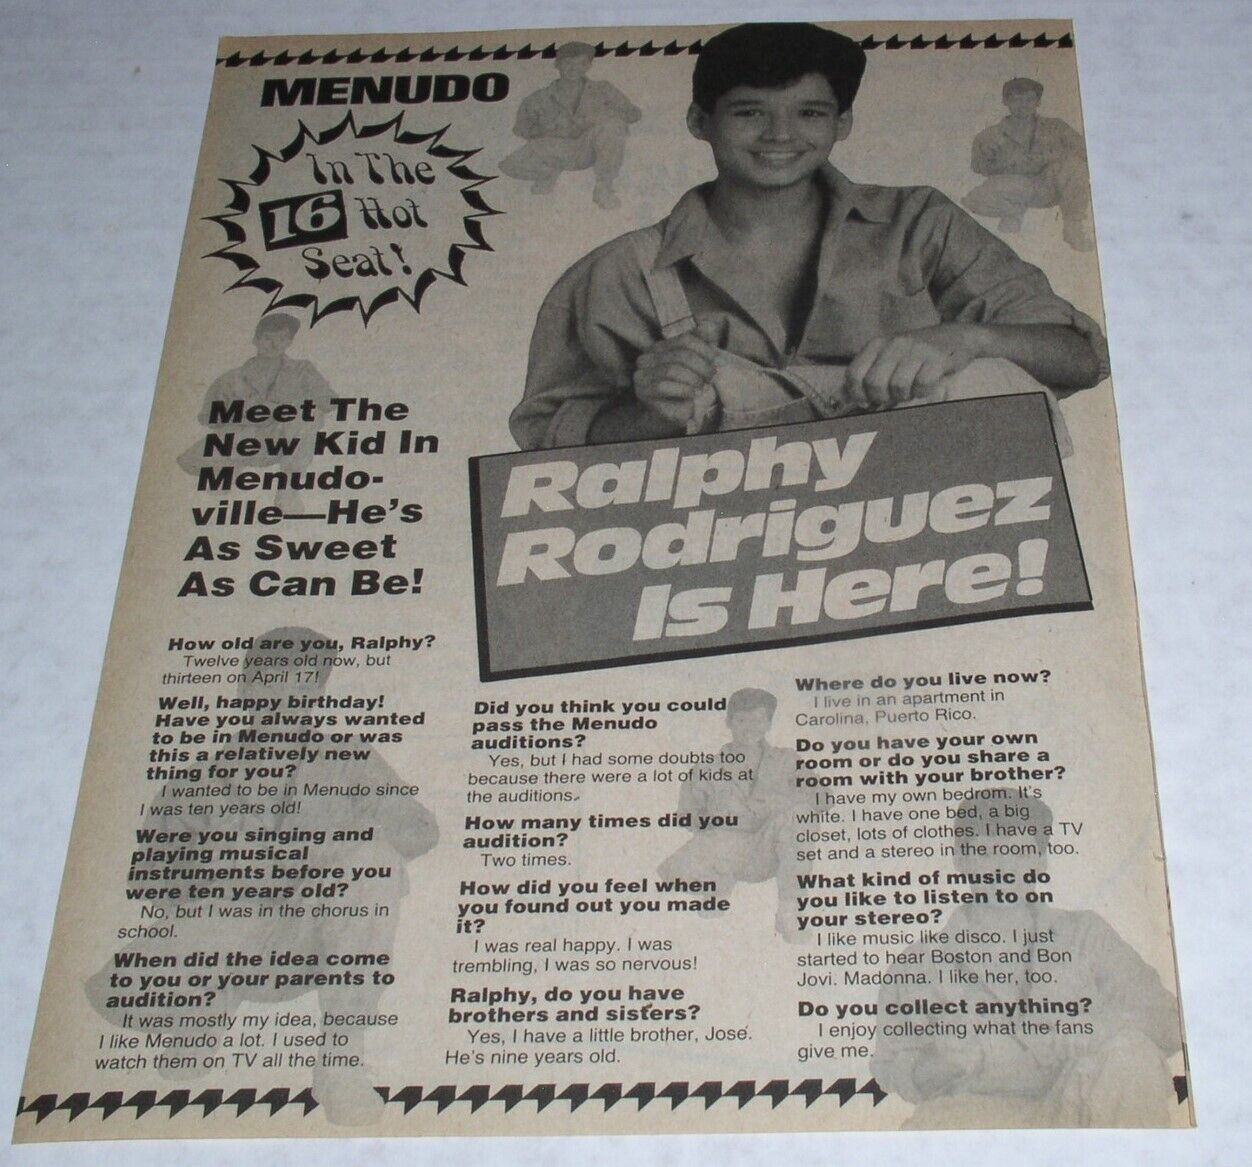 MENUDO
In The
16 Hot
Seat!
Meet The
New Kid In
Menudo-
ville—He's
As Sweet
As Can Be!
Ralphy
Rodriguez
Is Here!
How old are you, Ralphy?
Twelve years old now, but
thirteen on April 17!
Well, happy birthday!
Have you always wanted
to be in Menudo or was
this a relatively new
thing for you?
I wanted to be in Menudo since
I was ten years old!
Were you singing and
playing musical
instruments before you
were ten years old?
No, but I was in the chorus in
school.
When did the idea come
to you or your parents to
audition?
It was mostly my idea, because
I like Menudo a lot. I used to
watch them on TV all the time.
Did you think you could
pass the Menudo
auditions?
Yes, but I had some doubts too
because there were a lot of kids at
the auditions.
How many times did you
audition?
Two times.
How did you feel when
you found out you made
it?
I was real happy. I was
trembling, I was so nervous!
Ralphy, do you have
brothers and sisters?
Yes, I have a little brother, Jose.
He's nine years old.
Where do you live now?
I live in an apartment in
Carolina, Puerto Rico.
Do you have your own
room or do you share a
room with your brother?
I have my own bedrom. It's
white. I have one bed, a big
closet, lots of clothes. I have a TV
set and a stereo in the room, too.
What kind of music do
you like to listen to on
your stereo?
I like music like disco. I just
started to hear Boston and Bon
Jovi. Madonna. I like her, too.
Do you collect anything?
I enjoy collecting what the fans
give me.